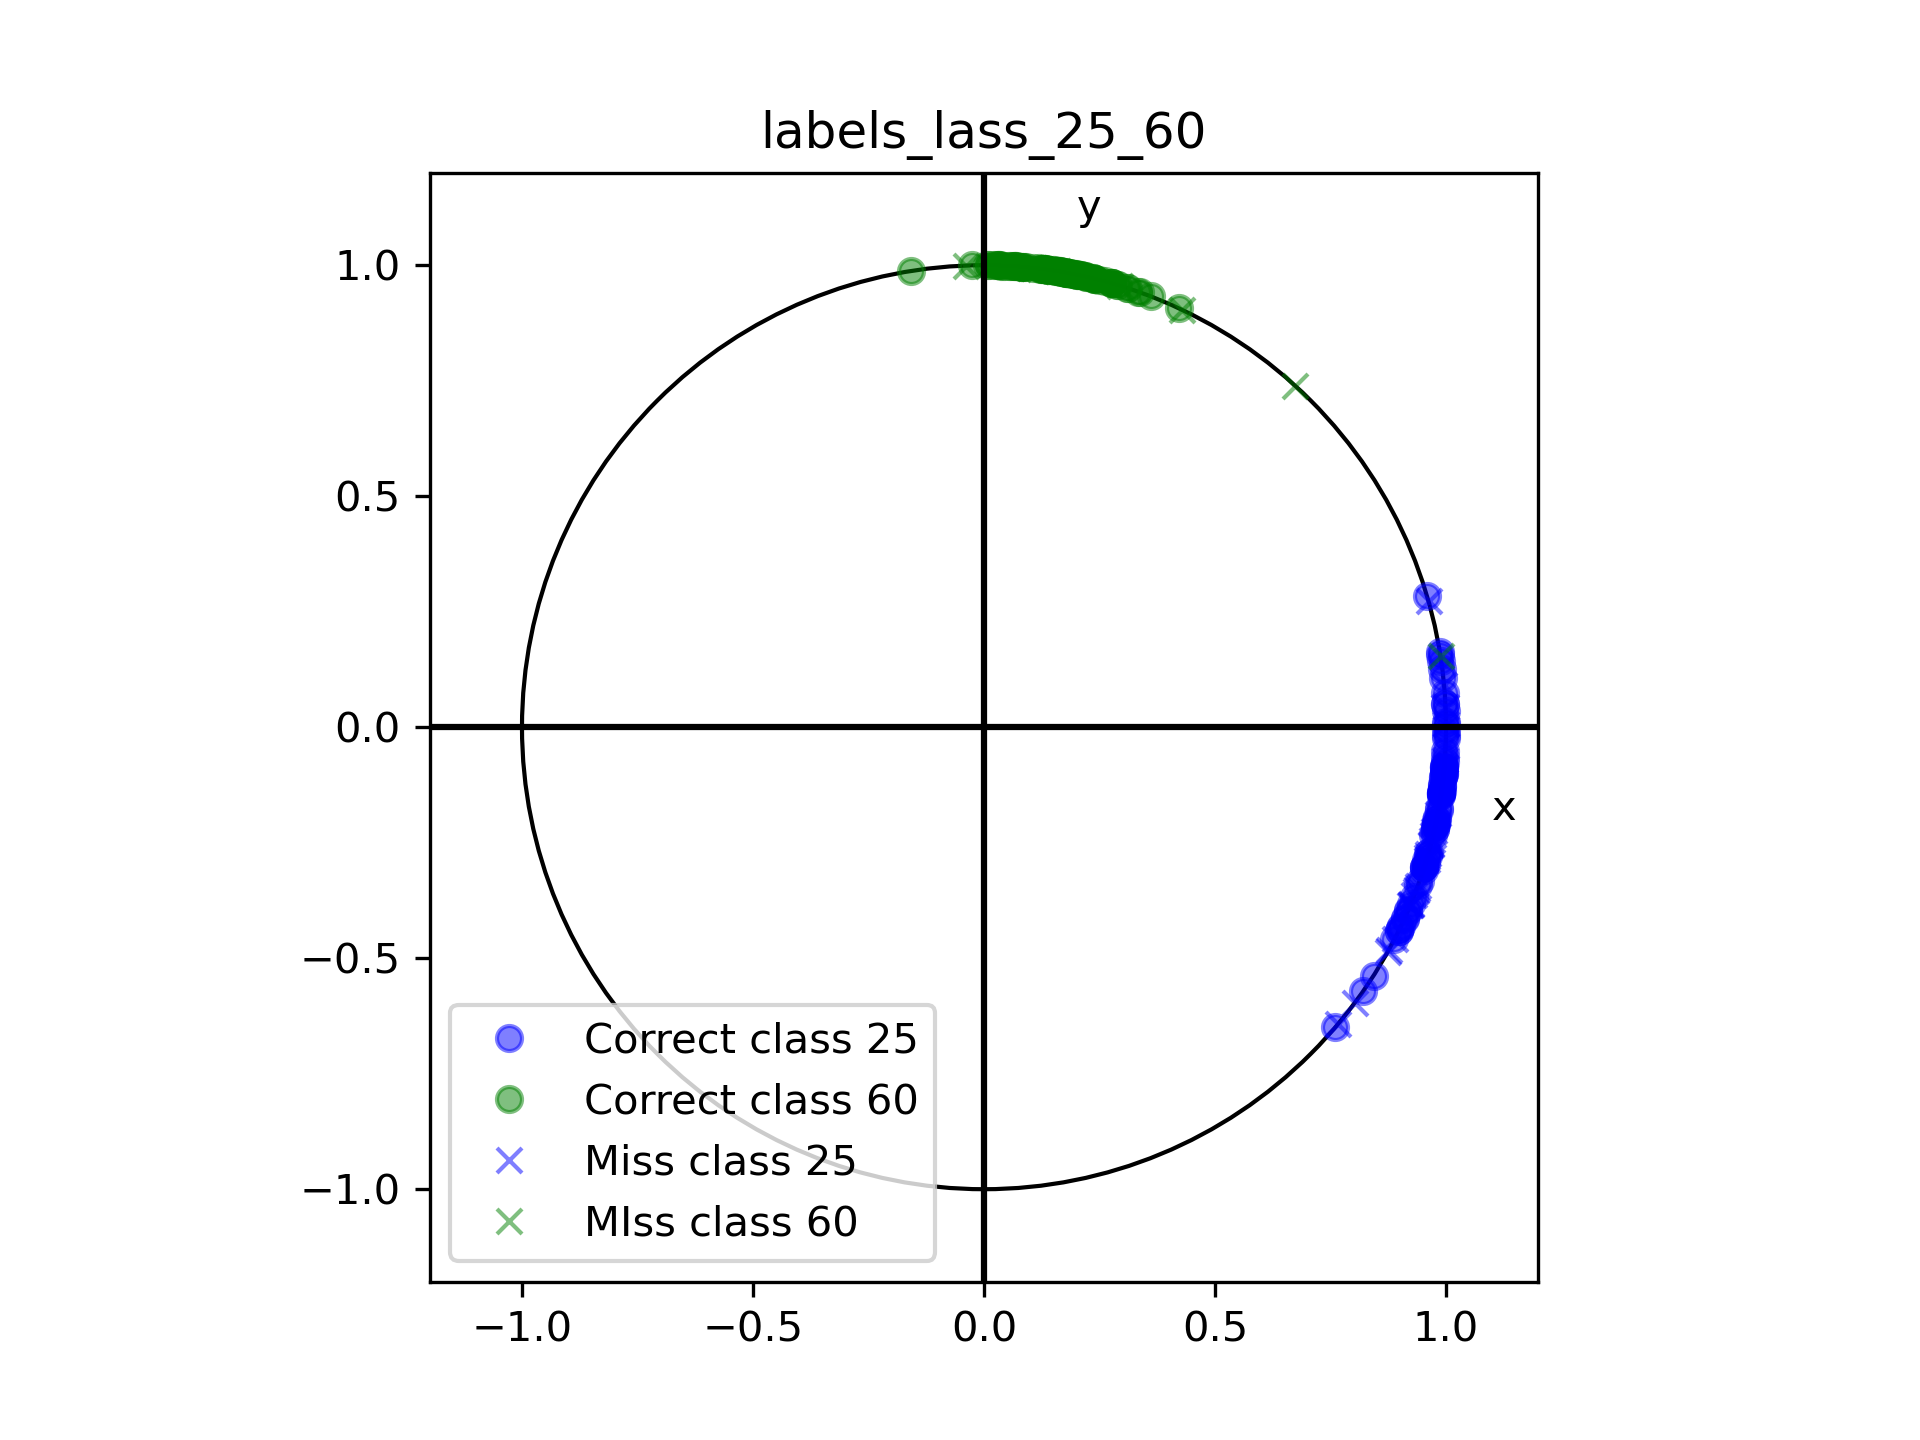 labels_lass_25_60
y
1.0
0.5
0.0
x
−0.5
−1.0
Correct class 25
Correct class 60
Miss class 25
MIss class 60
−1.0 −0.5 0.0 0.5 1.0